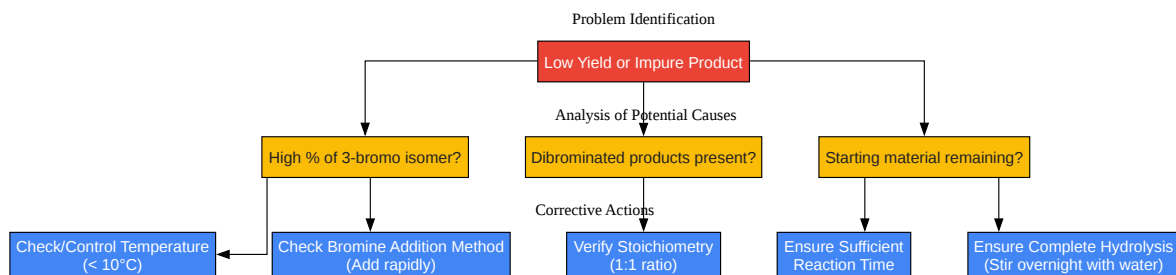 Problem Identification
Low Yield or Impure Product
Analysis of Potential Causes
High % of 3-bromo isomer?
Dibrominated products present?
Starting material remaining?
Corrective Actions
Check/Control Temperature
(< 10°C)
Check Bromine Addition Method
(Add rapidly)
Verify Stoichiometry
(1:1 ratio)
Ensure Sufficient
Reaction Time
Ensure Complete Hydrolysis
(Stir overnight with water)